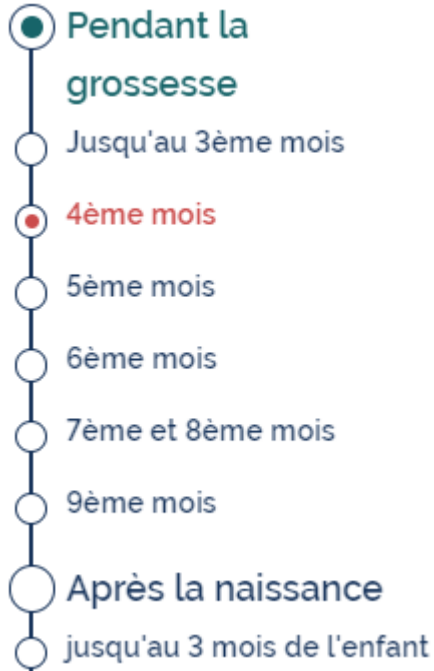 Pendant la
grossesse
Jusqu'au 3ème mois
4ème mois
5ème mois
6ème mois
7ème et 8ème mois
9ème mois
Après la naissance
jusqu'au 3 mois de l'enfant